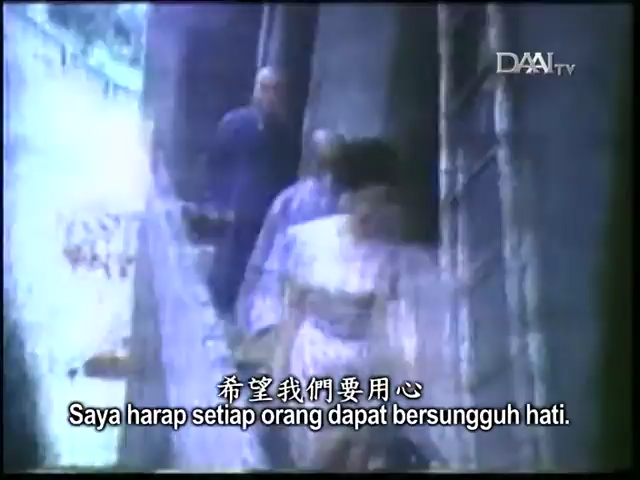 DAAI TV
希望我們要用心
Saya harap setiap orang dapat bersungguh hati.